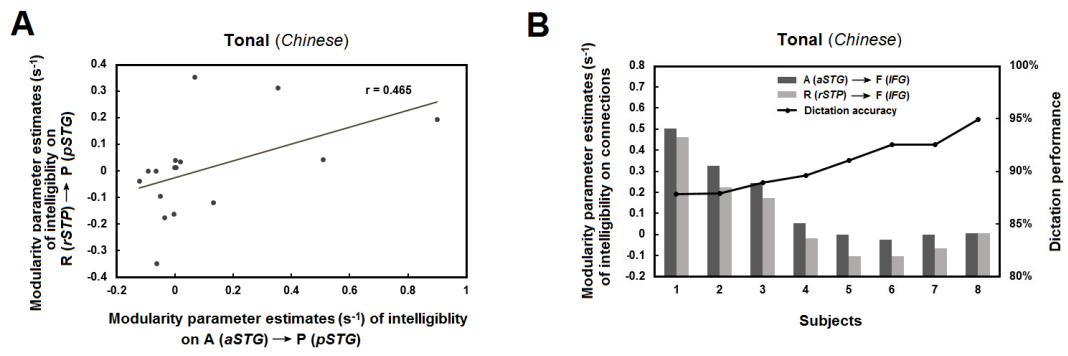 A
Tonal (Chinese)
Modularity parameter estimates (s-1)
of intelligiblity on
R (rSTP) → P (pSTG)
0.4
0.3
0.2
0.1
0
-0.1
-0.2
-0.3
-0.4
r = 0.465
-0.2
0
0.2
0.4
0.6
0.8
1
Modularity parameter estimates (s-1) of intelligiblity
on A (aSTG) → P (pSTG)
B
Tonal (Chinese)
Modularity parameter estimates (s-1)
of intelligibility on connections
0.8
0.7
0.6
0.5
0.4
0.3
0.2
0.1
0
-0.1
-0.2
A (aSTG) → F (IFG)
R (rSTP) → F (IFG)
Dictation accuracy
100%
95%
90%
85%
80%
Dictation performance
1 2 3 4 5 6 7 8
Subjects